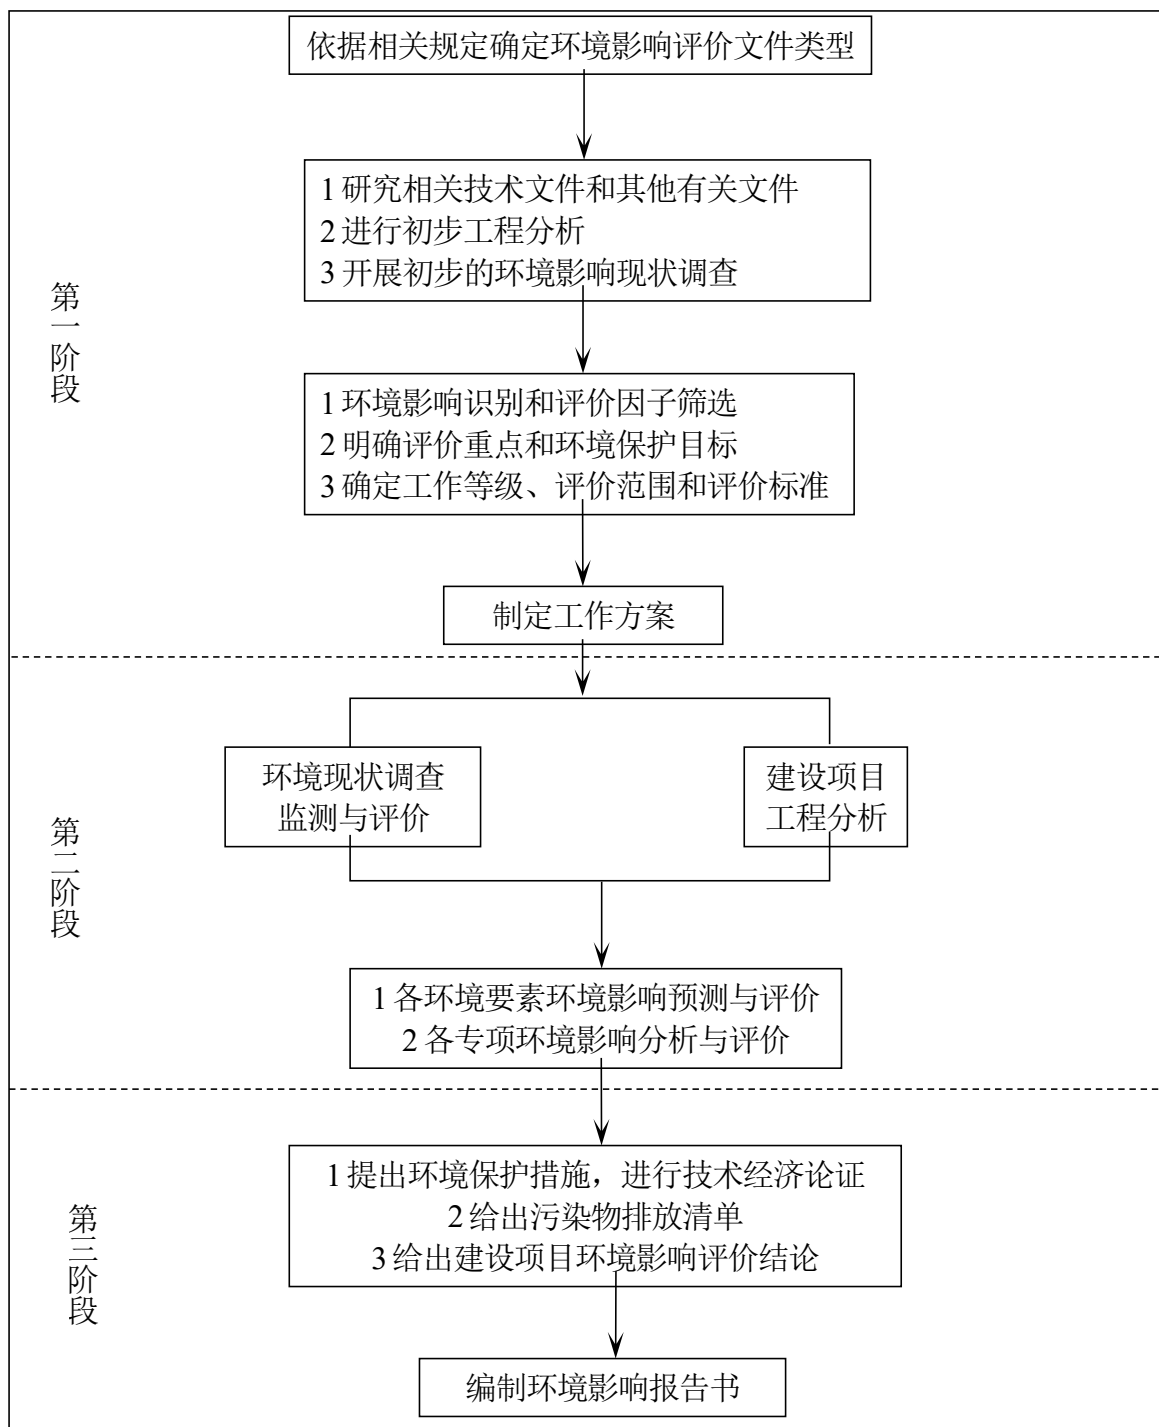 依据相关规定确定环境影响评价文件类型
1 研究相关技术文件和其他有关文件
2 进行初步工程分析
3 开展初步的环境影响现状调查
第一阶段
1 环境影响识别和评价因子筛选
2 明确评价重点和环境保护目标
3 确定工作等级、评价范围和评价标准
制定工作方案
环境现状调查
监测与评价
建设项目
工程分析
第二阶段
1 各环境要素环境影响预测与评价
2 各专项环境影响分析与评价
1 提出环境保护措施，进行技术经济论证
2 给出污染物排放清单
3 给出建设项目环境影响评价结论
第三阶段
编制环境影响报告书